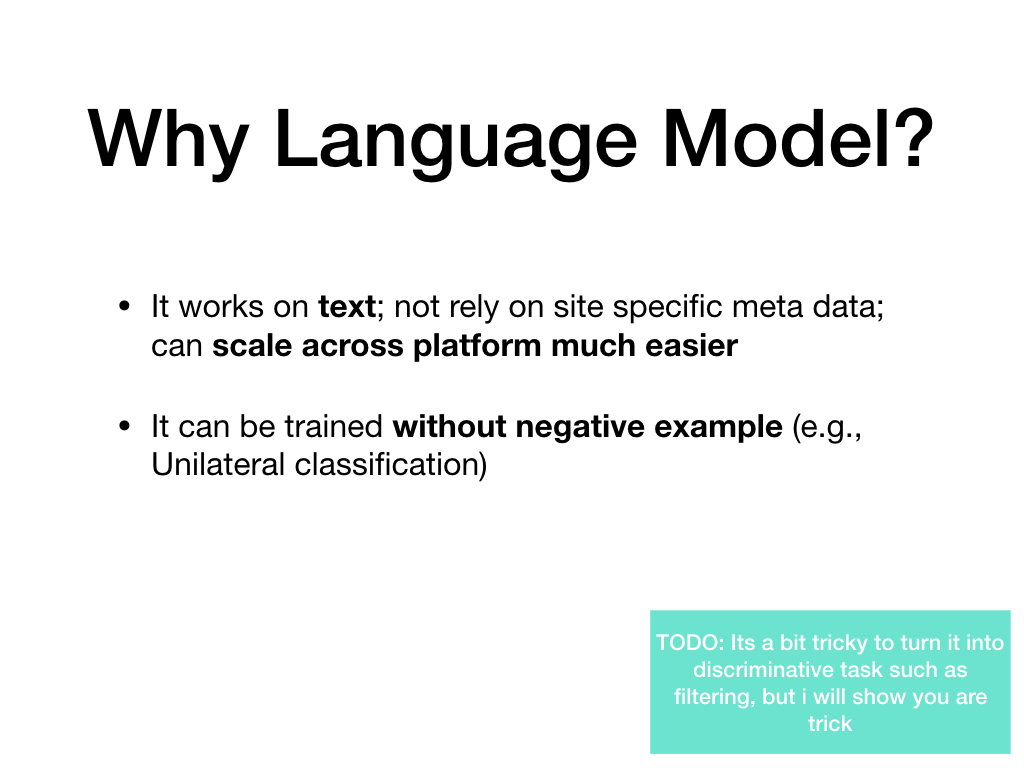 Why Language Model?
• It works on text; not rely on site specific meta data;
can scale across platform much easier
• It can be trained without negative example (e.g.,
Unilateral classification)
TODO: Its a bit tricky to turn it into
discriminative task such as
filtering, but i will show you are
trick